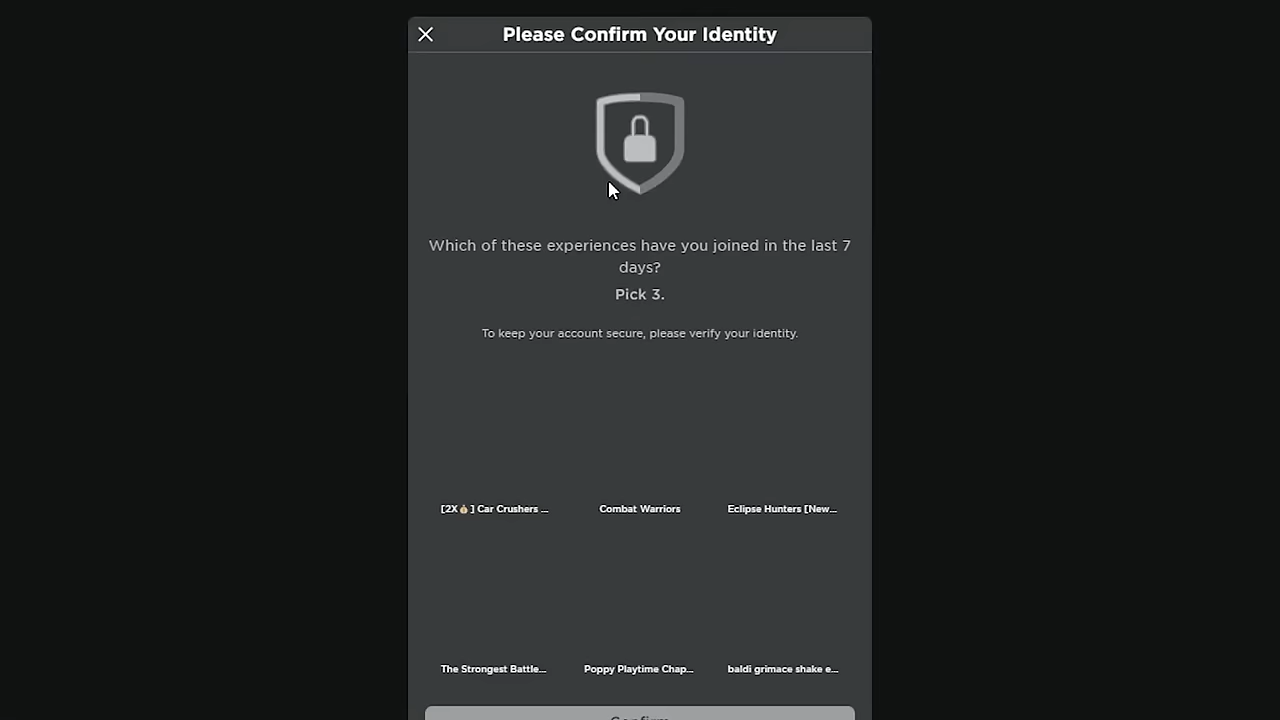 Please Confirm Your Identity
Which of these experiences have you joined in the last 7
days?
Pick 3.
To keep your account secure, please verify your identity.
[2X💰] Car Crushers ...
Combat Warriors
Eclipse Hunters [New...
The Strongest Battle...
Poppy Playtime Chap...
baldi grimace shake e...
Confirm